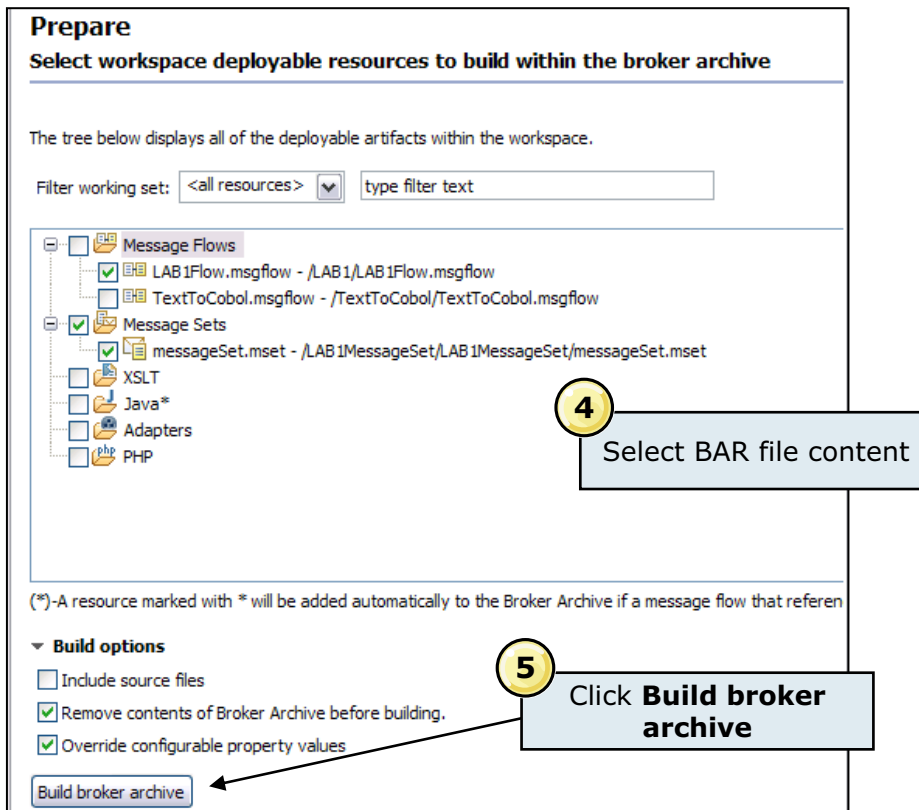 Prepare
Select workspace deployable resources to build within the broker archive
The tree below displays all of the deployable artifacts within the workspace.
Filter working set: <all resources> type filter text
Message Flows
LAB1Flow.msgflow - /LAB1/LAB1Flow.msgflow
TextToCobol.msgflow - /TextToCobol/TextToCobol.msgflow
Message Sets
messageSet.mset - /LAB1MessageSet/LAB1MessageSet/messageSet.mset
XSLT
Java*
Adapters
php PHP
4
Select BAR file content
(*)-A resource marked with * will be added automatically to the Broker Archive if a message flow that referen
Build options
Include source files
Remove contents of Broker Archive before building.
Override configurable property values
5
Click Build broker
archive
Build broker archive